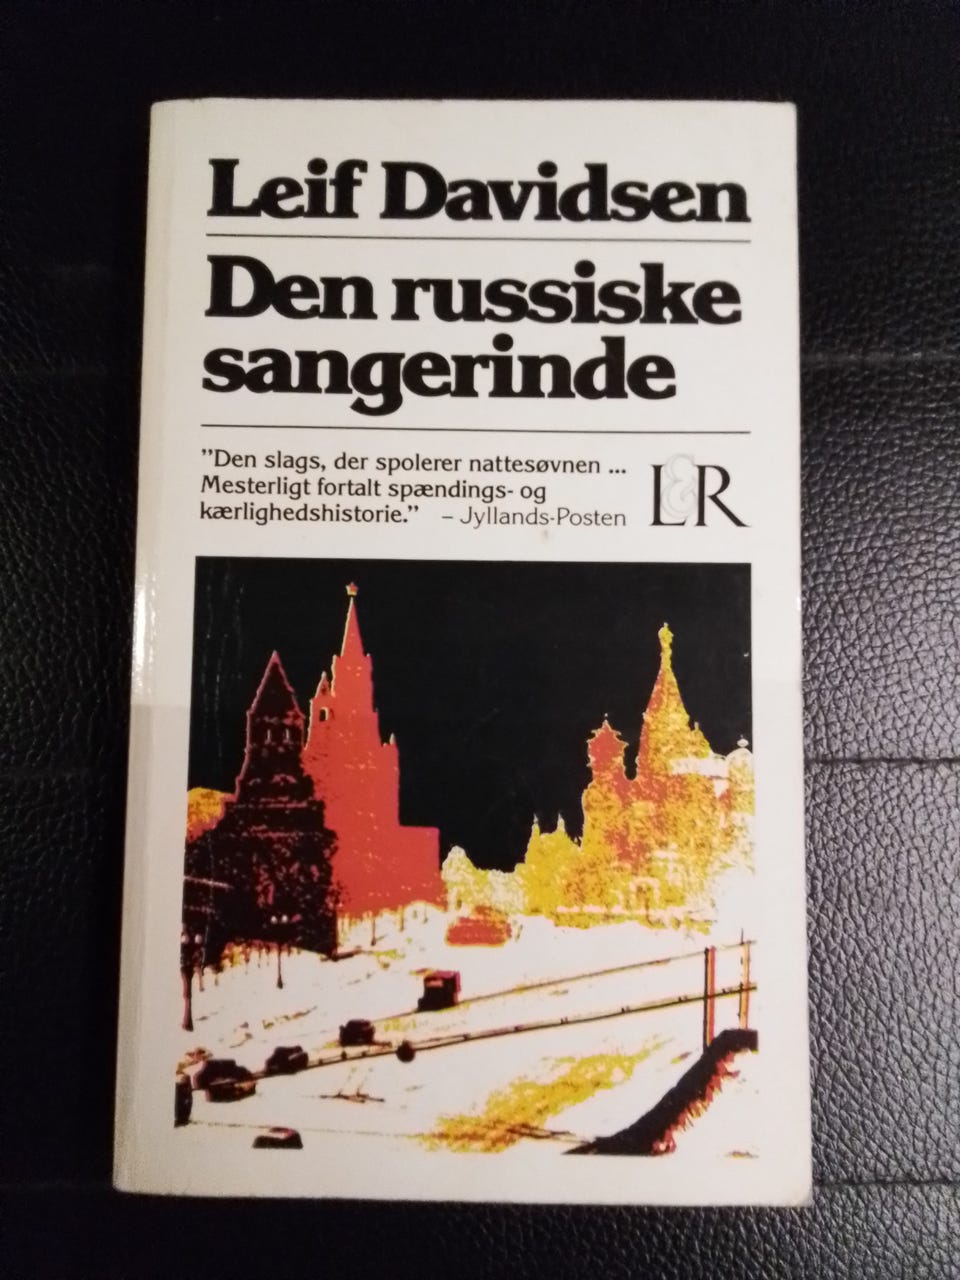 Leif Davidsen
Den russiske
sangerinde
”Den slags, der spolerer nattesøvnen ...
Mesterligt fortalt spændings- og
kærlighedshistorie.” – Jyllands-Posten
L&R